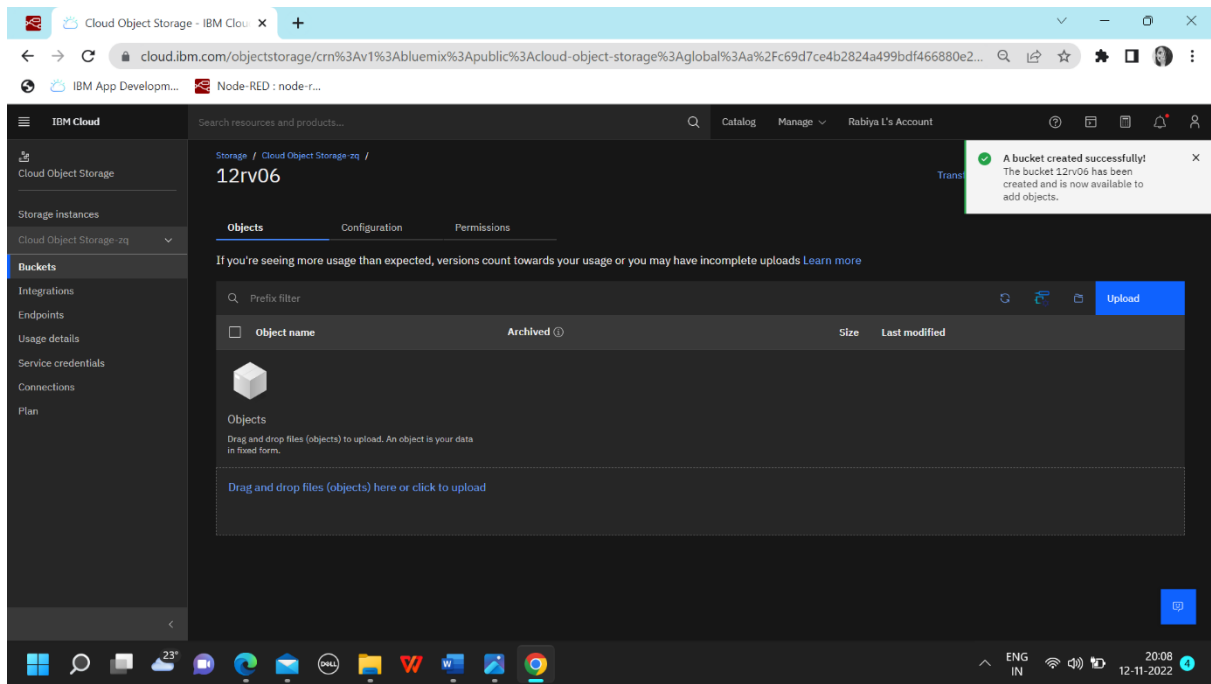 Cloud Object Storage - IBM Clou
cloud.ibm.com/objectstorage/crn%3Av1%3Abluemix%3Apublic%3Acloud-object-storage%3Aglobal%3Aa%2Fc69d7ce4b2824a499bdf466880e2...
IBM App Developm... Node-RED : node-r...
IBM Cloud Search resources and products... Catalog Manage Rabiya L's Account
Cloud Object Storage
Storage instances
Cloud Object Storage-zq
Buckets
Integrations
Endpoints
Usage details
Service credentials
Connections
Plan
Storage / Cloud Object Storage-zq /
12rv06
Trans
A bucket created successfully!
The bucket 12rv06 has been
created and is now available to
add objects.
Objects Configuration Permissions
If you're seeing more usage than expected, versions count towards your usage or you may have incomplete uploads Learn more
Prefix filter Upload
Object name Archived Size Last modified
Objects
Drag and drop files (objects) to upload. An object is your data
in fixed form.
Drag and drop files (objects) here or click to upload
23°
DELL
W
W
ENG
IN
20:08
12-11-2022
4